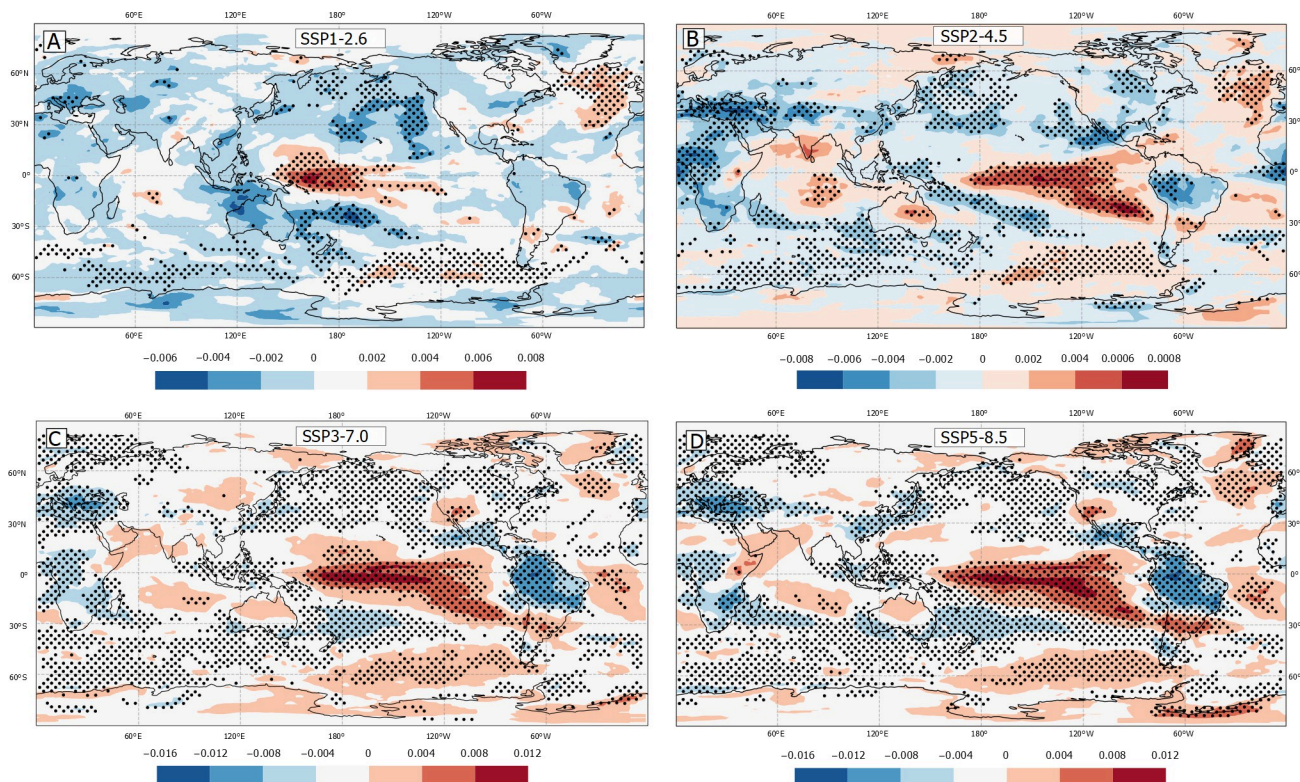 60°E 120°E 180° 120°W 60°W
60°E 120°E 180° 120°W 60°W
A SSP1-2.6
B SSP2-4.5
60°N 60°N 60°N
30°N 30°N 30°N
0° 0° 0°
30°S 30°S 30°S
60°S 60°S 60°S
60°E 120°E 180° 120°W 60°W
60°E 120°E 180° 120°W 60°W
−0.006 −0.004 −0.002 0 0.002 0.004 0.006 0.008
−0.008 −0.006 −0.004 −0.002 0 0.002 0.004 0.0006 0.0008
60°E 120°E 180° 120°W 60°W
60°E 120°E 180° 120°W 60°W
C SSP3-7.0
D SSP5-8.5
60°N 60°N 60°N
30°N 30°N 30°N
0° 0° 0°
30°S 30°S 30°S
60°S 60°S 60°S
60°E 120°E 180° 120°W 60°W
60°E 120°E 180° 120°W 60°W
−0.016 −0.012 −0.008 −0.004 0 0.004 0.008 0.012
−0.016 −0.012 −0.008 −0.004 0 0.004 0.008 0.012